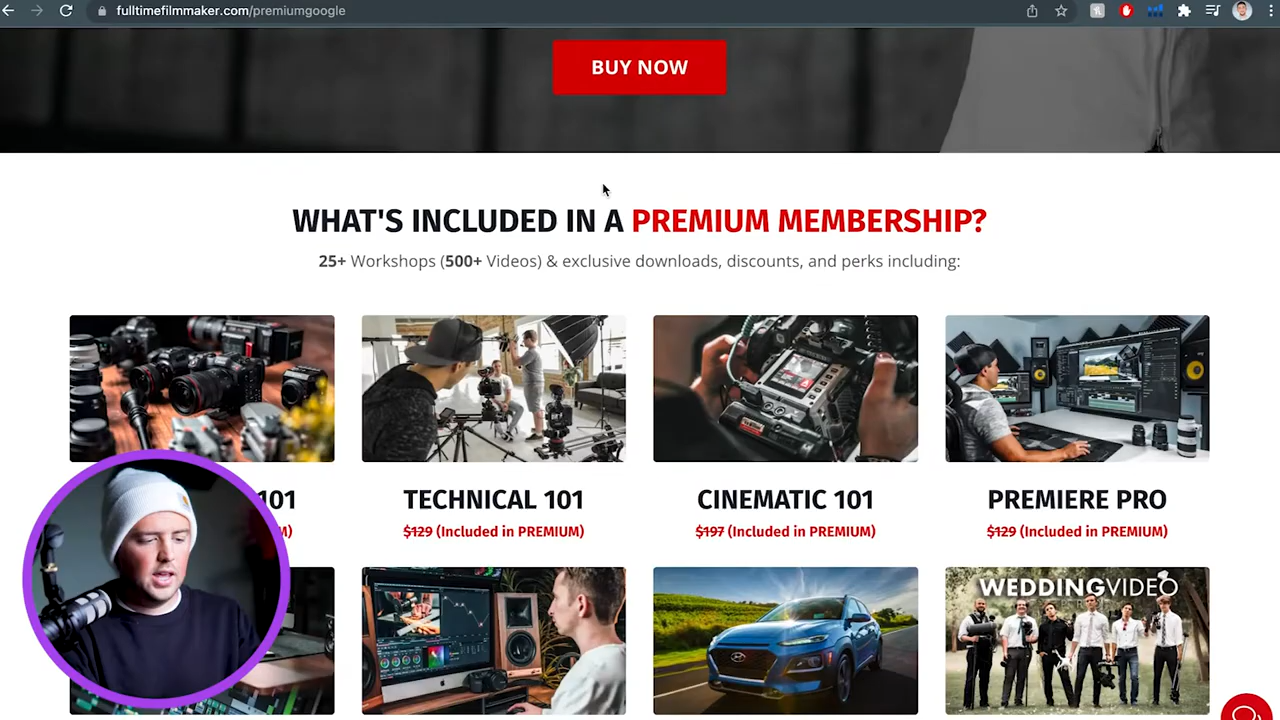 fulltimefilmmaker.com/premiumgoogle
BUY NOW
WHAT'S INCLUDED IN A PREMIUM MEMBERSHIP?
25+ Workshops (500+ Videos) & exclusive downloads, discounts, and perks including:
101
TECHNICAL 101
CINEMATIC 101
PREMIERE PRO
M)
$129 (Included in PREMIUM)
$197 (Included in PREMIUM)
$129 (Included in PREMIUM)
WEDDINGVIDEO